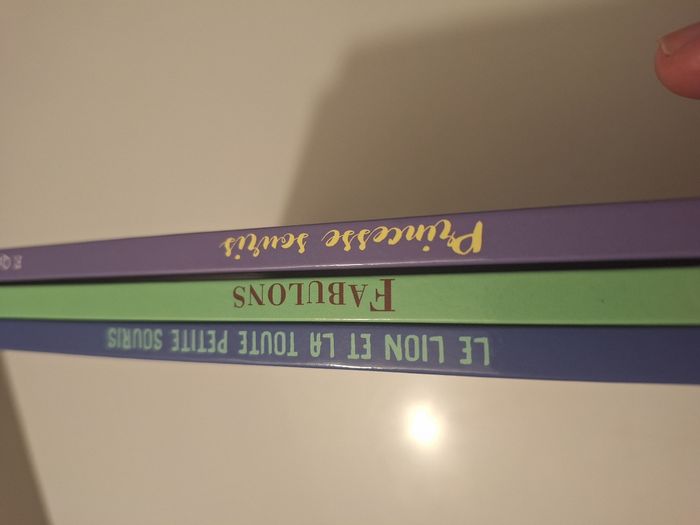 LE LION ET LA TOUTE PETITE SOURIS
FABULONS
Princesse souris